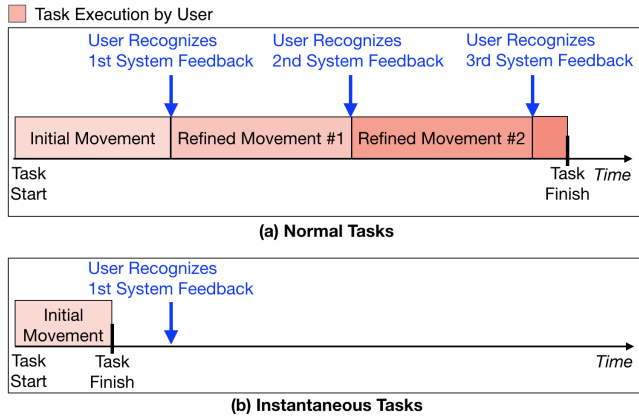 Task Execution by User
User Recognizes
1st System Feedback
User Recognizes
2nd System Feedback
User Recognizes
3rd System Feedback
Initial Movement
Refined Movement #1
Refined Movement #2
Task
Start
Task
Finish
Time
(a) Normal Tasks
User Recognizes
1st System Feedback
Initial
Movement
Task
Start
Task
Finish
Time
(b) Instantaneous Tasks